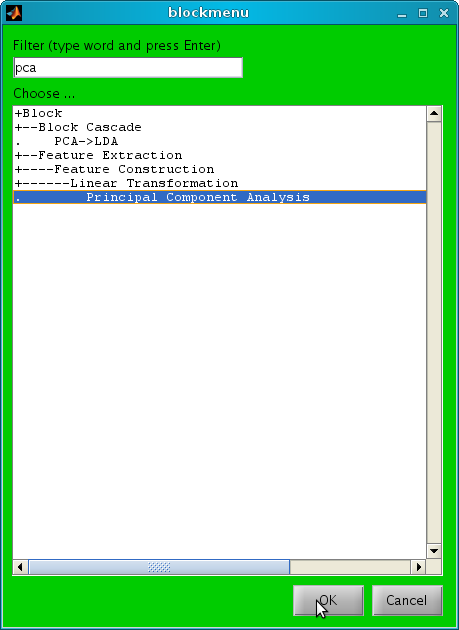 blockmenu
Filter (type word and press Enter)
pca
Choose ...
+Block
+--Block Cascade
.    PCA->LDA
+--Feature Extraction
+----Feature Construction
+------Linear Transformation
.        Principal Component Analysis
OK
Cancel